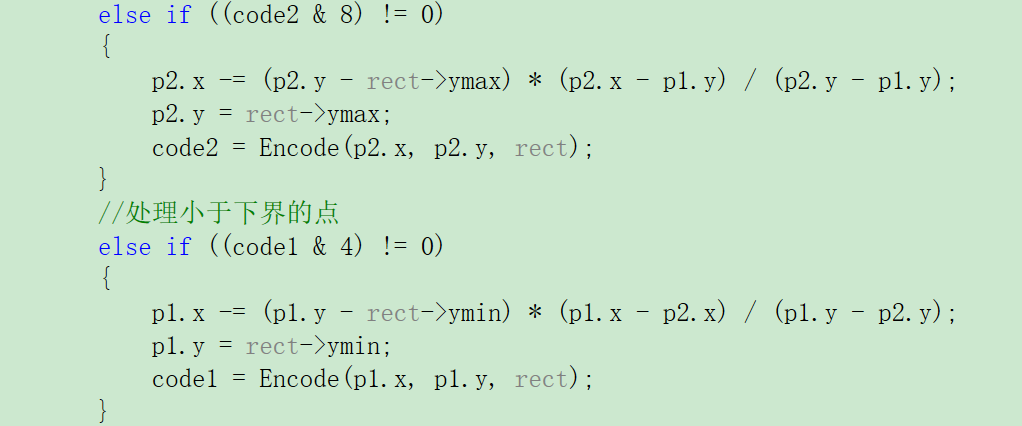 else if ((code2 & 8) != 0)
{
p2.x -= (p2.y - rect->ymax) * (p2.x - p1.y) / (p2.y - p1.y);
p2.y = rect->ymax;
code2 = Encode(p2.x, p2.y, rect);
}
//处理小于下界的点
else if ((code1 & 4) != 0)
{
p1.x -= (p1.y - rect->ymin) * (p1.x - p2.x) / (p1.y - p2.y);
p1.y = rect->ymin;
code1 = Encode(p1.x, p1.y, rect);
}